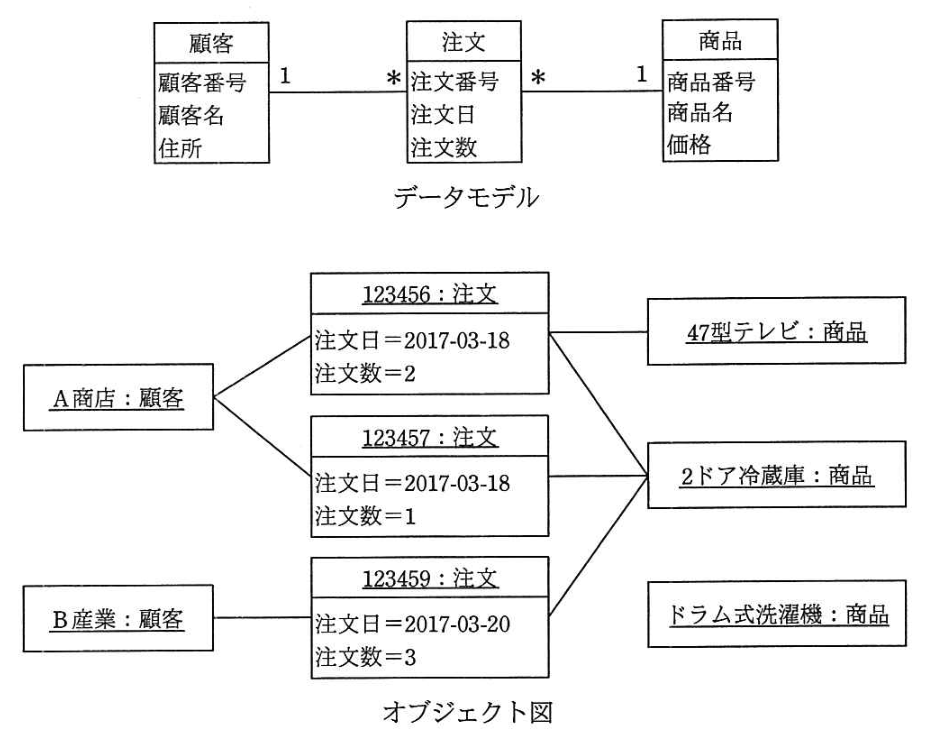 顧客
顧客番号
顧客名
住所
1
*
注文
注文番号
注文日
注文数
*
1
商品
商品番号
商品名
価格
データモデル
A商店：顧客
B産業：顧客
123456：注文
注文日＝2017-03-18
注文数＝2
123457：注文
注文日＝2017-03-18
注文数＝1
123459：注文
注文日＝2017-03-20
注文数＝3
47型テレビ：商品
2ドア冷蔵庫：商品
ドラム式洗濯機：商品
オブジェクト図